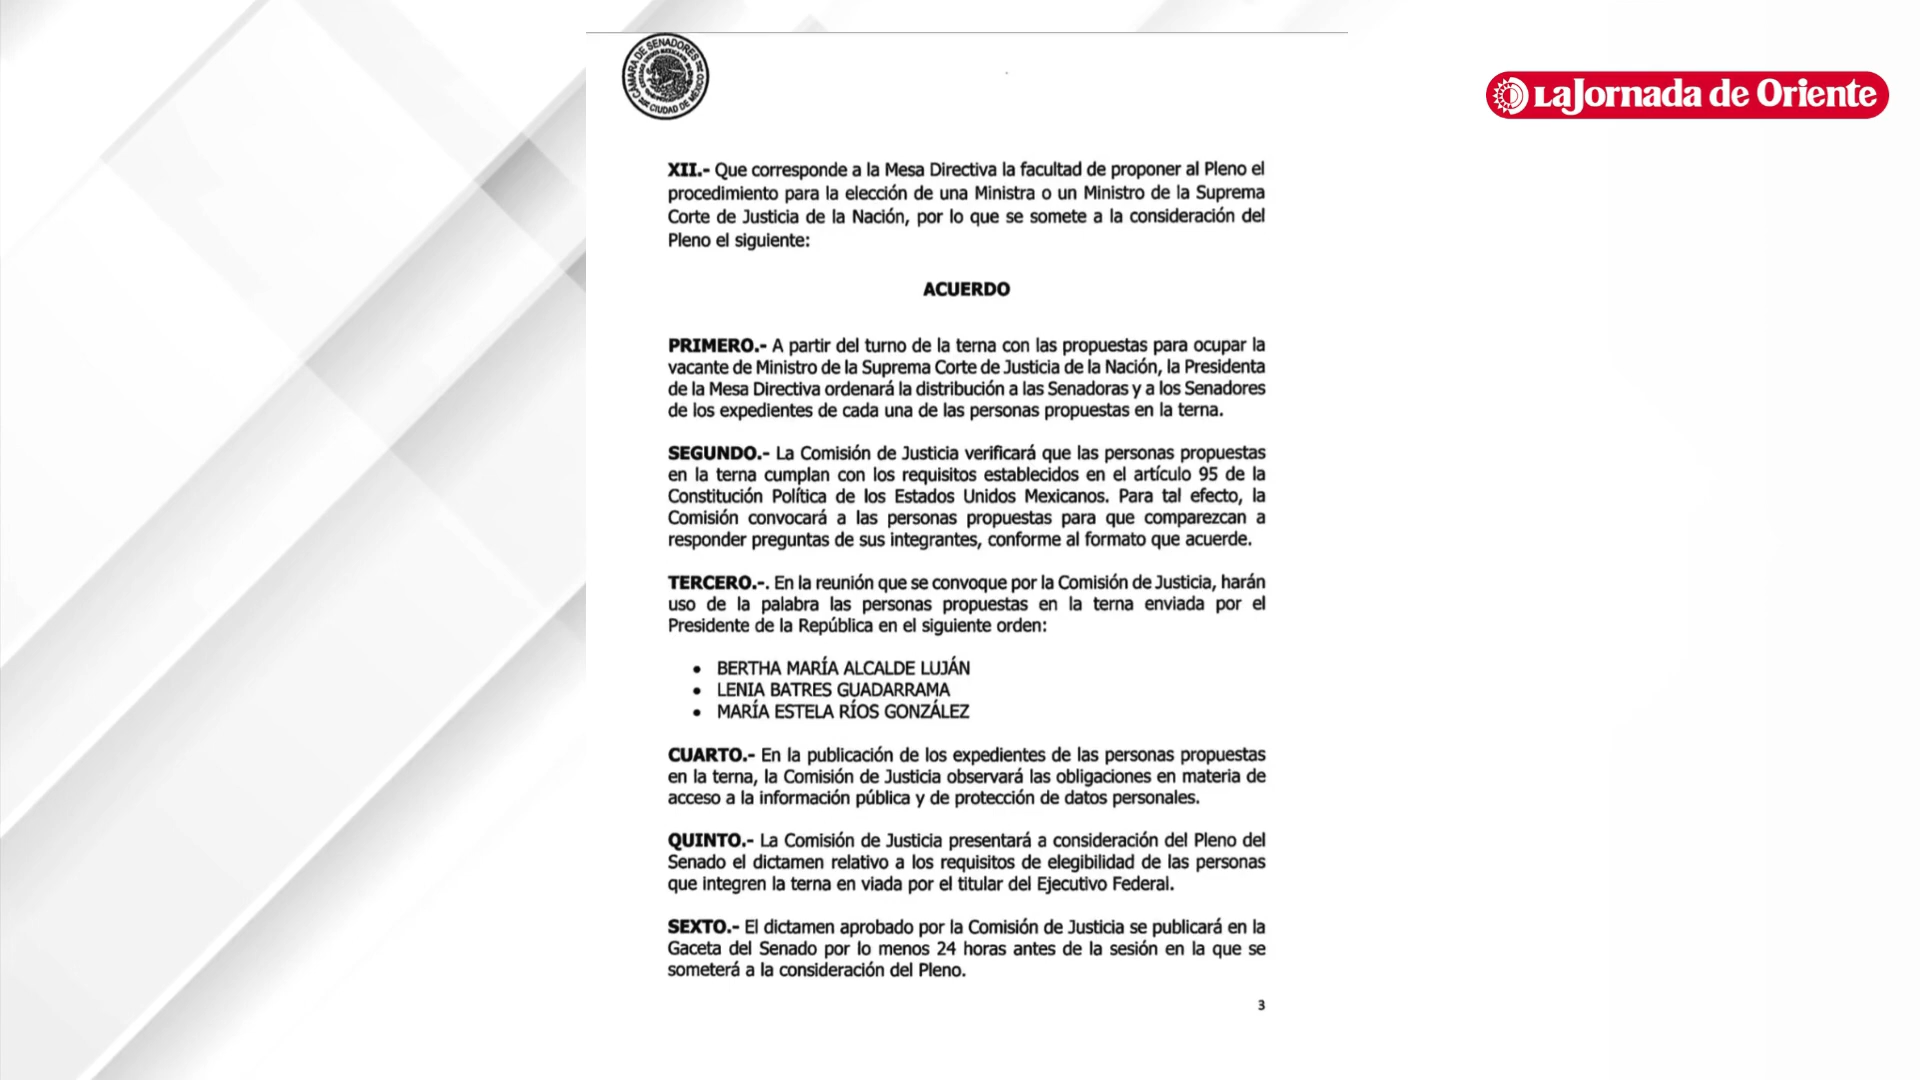 CÁMARA DE SENADORES
CIUDAD DE MÉXICO
LaJornada de Oriente
XII.- Que corresponde a la Mesa Directiva la facultad de proponer al Pleno el
procedimiento para la elección de una Ministra o un Ministro de la Suprema
Corte de Justicia de la Nación, por lo que se somete a la consideración del
Pleno el siguiente:
ACUERDO
PRIMERO.- A partir del turno de la terna con las propuestas para ocupar la
vacante de Ministro de la Suprema Corte de Justicia de la Nación, la Presidenta
de la Mesa Directiva ordenará la distribución a las Senadoras y a los Senadores
de los expedientes de cada una de las personas propuestas en la terna.
SEGUNDO.- La Comisión de Justicia verificará que las personas propuestas
en la terna cumplan con los requisitos establecidos en el artículo 95 de la
Constitución Política de los Estados Unidos Mexicanos. Para tal efecto, la
Comisión convocará a las personas propuestas para que comparezcan a
responder preguntas de sus integrantes, conforme al formato que acuerde.
TERCERO.-. En la reunión que se convoque por la Comisión de Justicia, harán
uso de la palabra las personas propuestas en la terna enviada por el
Presidente de la República en el siguiente orden:
• BERTHA MARÍA ALCALDE LUJÁN
• LENIA BATRES GUADARRAMA
• MARÍA ESTELA RÍOS GONZÁLEZ
CUARTO.- En la publicación de los expedientes de las personas propuestas
en la terna, la Comisión de Justicia observará las obligaciones en materia de
acceso a la información pública y de protección de datos personales.
QUINTO.- La Comisión de Justicia presentará a consideración del Pleno del
Senado el dictamen relativo a los requisitos de elegibilidad de las personas
que integren la terna en viada por el titular del Ejecutivo Federal.
SEXTO.- El dictamen aprobado por la Comisión de Justicia se publicará en la
Gaceta del Senado por lo menos 24 horas antes de la sesión en la que se
someterá a la consideración del Pleno.
3